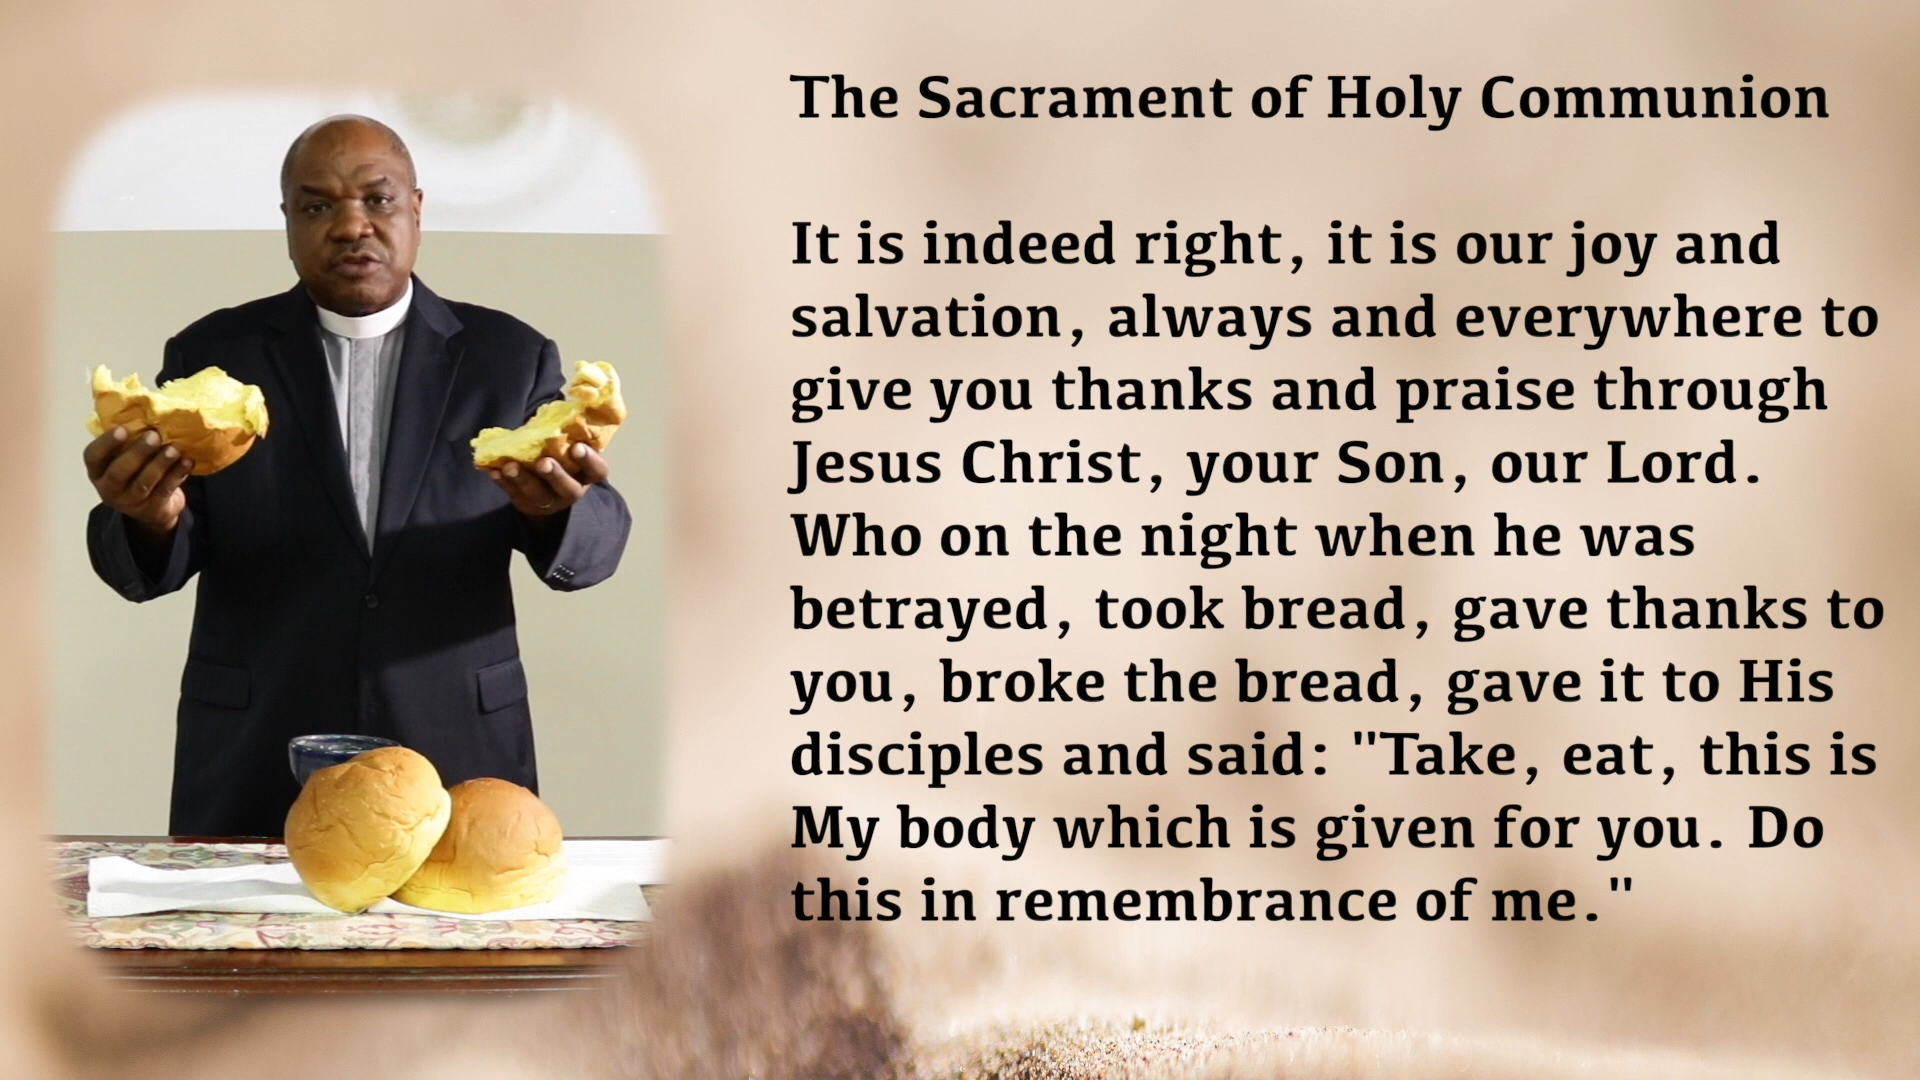 The Sacrament of Holy Communion
It is indeed right, it is our joy and
salvation, always and everywhere to
give you thanks and praise through
Jesus Christ, your Son, our Lord.
Who on the night when he was
betrayed, took bread, gave thanks to
you, broke the bread, gave it to His
disciples and said: "Take, eat, this is
My body which is given for you. Do
this in remembrance of me."